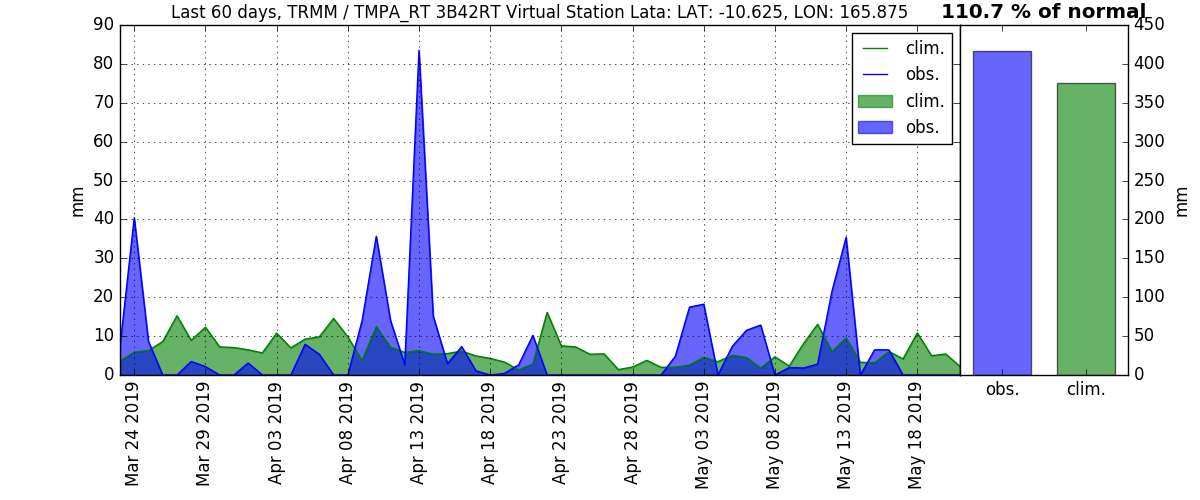 Last 60 days, TRMM / TMPA_RT 3B42RT Virtual Station Lata: LAT: -10.625, LON: 165.875
110.7 % of normal
90
80
70
60
50
40
30
20
10
0
mm
clim.
obs.
clim.
obs.
Mar 24 2019
Mar 29 2019
Apr 03 2019
Apr 08 2019
Apr 13 2019
Apr 18 2019
Apr 23 2019
Apr 28 2019
May 03 2019
May 08 2019
May 13 2019
May 18 2019
450
400
350
300
250
200
150
100
50
0
mm
obs.
clim.